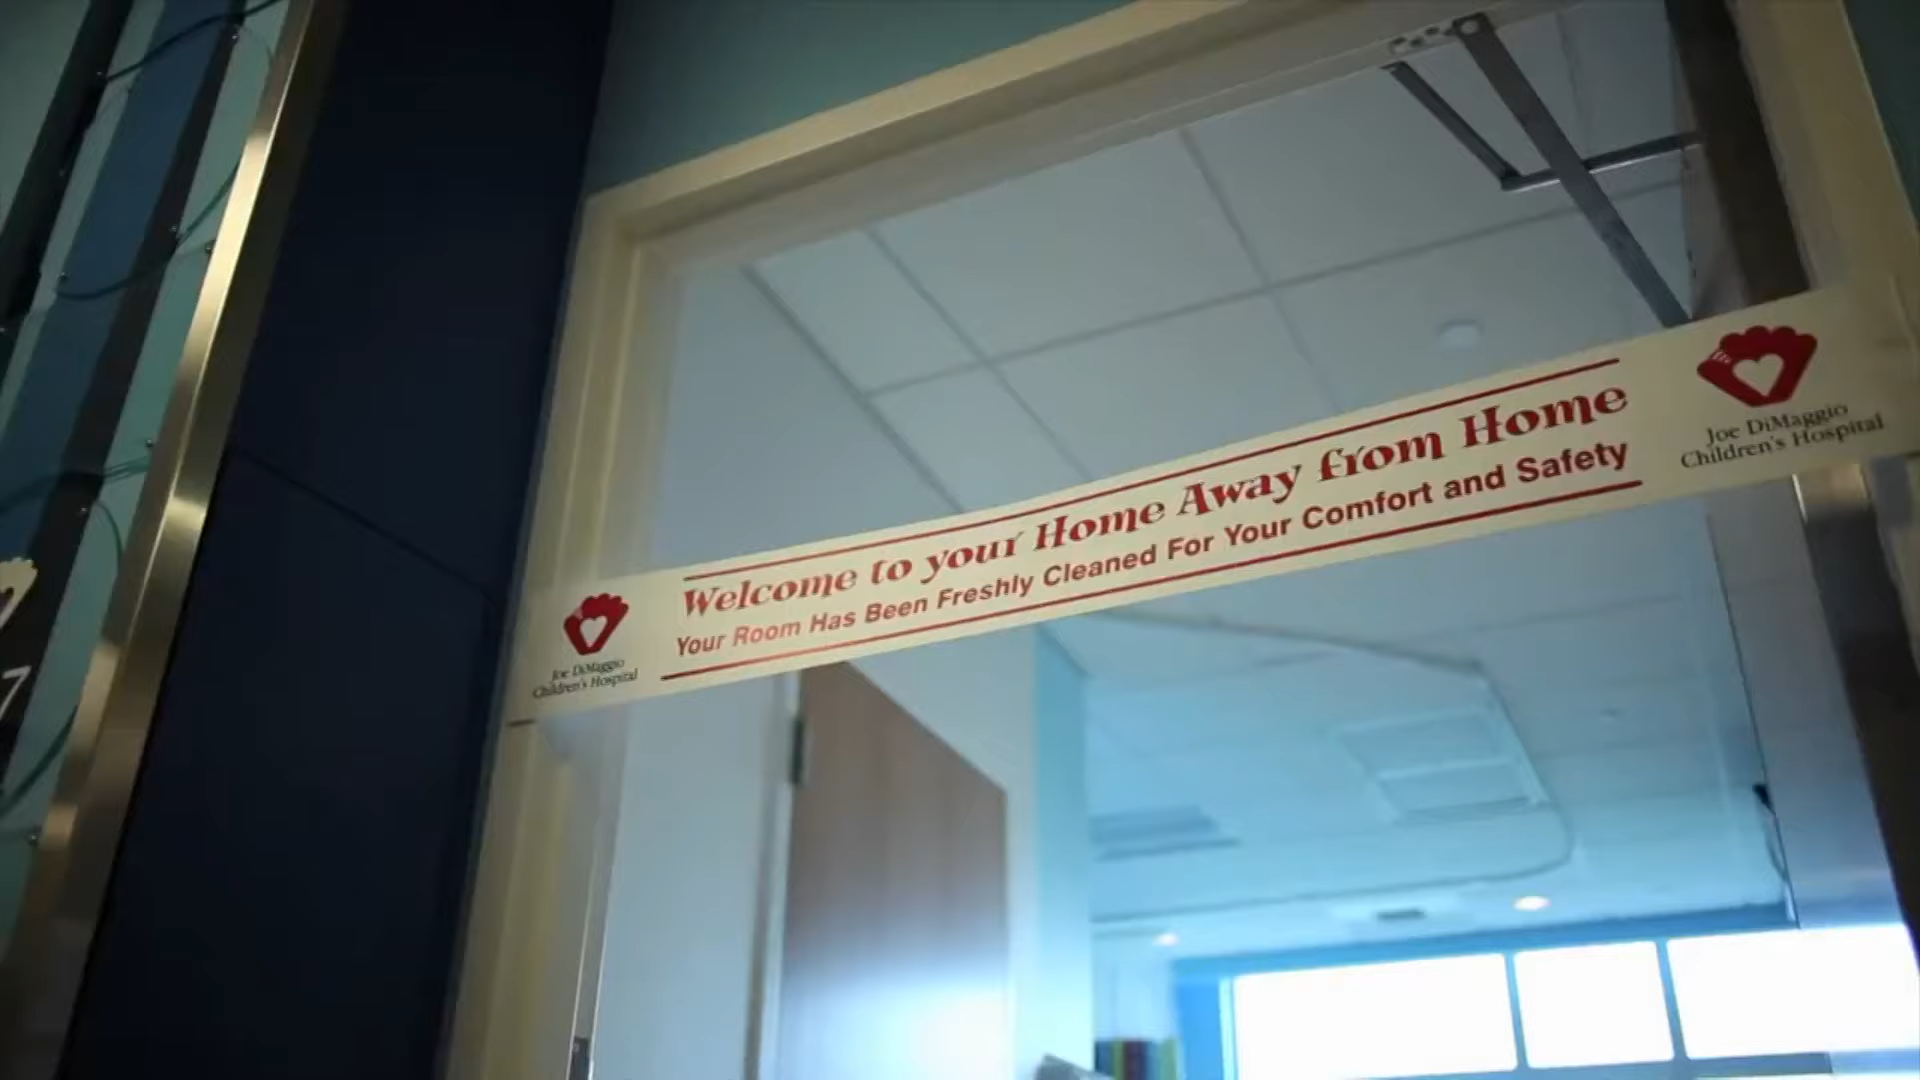 Welcome to your Home Away from Home
Your Room Has Been Freshly Cleaned For Your Comfort and Safety
Joe DiMaggio
Children's Hospital
Joe DiMaggio
Children's Hospital
7